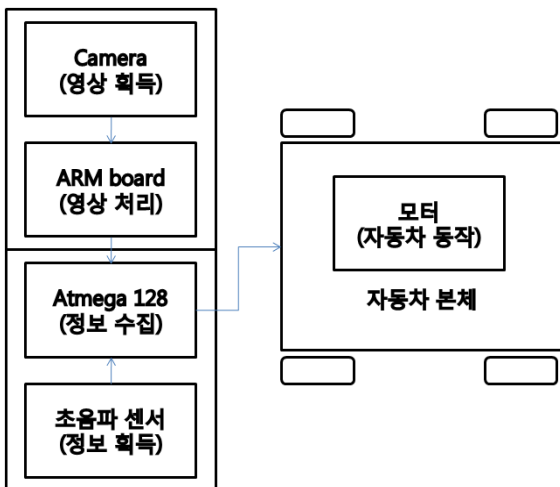 Camera
(영상 획득)
ARM board
(영상 처리)
Atmega 128
(정보 수집)
초음파 센서
(정보 획득)
모터
(자동차 동작)
자동차 본체